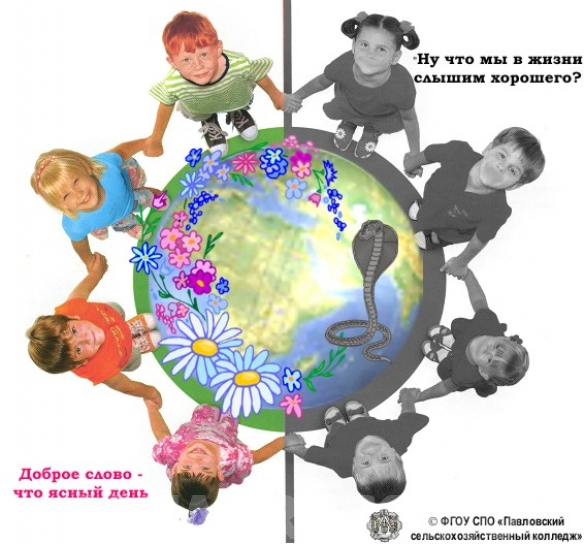 "Ну что мы в жизни
слышим хорошего?
Доброе слово -
что ясный день
© ФГОУ СПО «Павловский
сельскохозяйственный колледж»